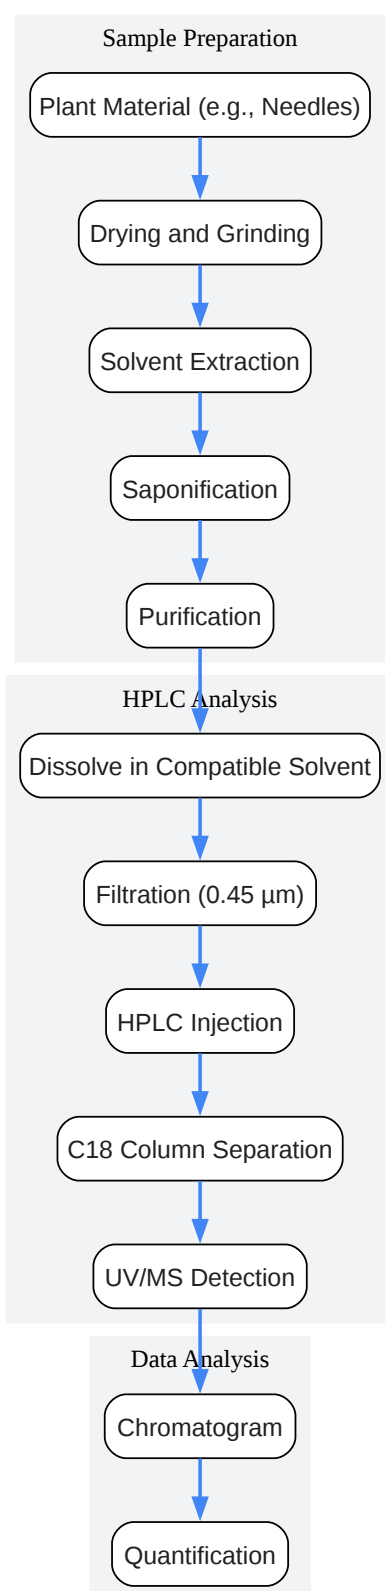 Sample Preparation
Plant Material (e.g., Needles)
Drying and Grinding
Solvent Extraction
Saponification
Purification
HPLC Analysis
Dissolve in Compatible Solvent
Filtration (0.45 µm)
HPLC Injection
C18 Column Separation
UV/MS Detection
Data Analysis
Chromatogram
Quantification